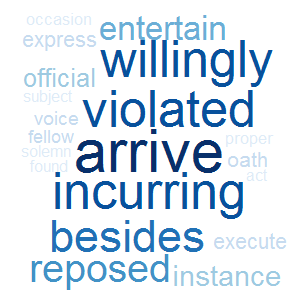 occasion
express entertain
willingly
official
subject
violated
voice
fellow
arrive
proper
solemn
oath
found
act
incurring
besides execute
reposed instance